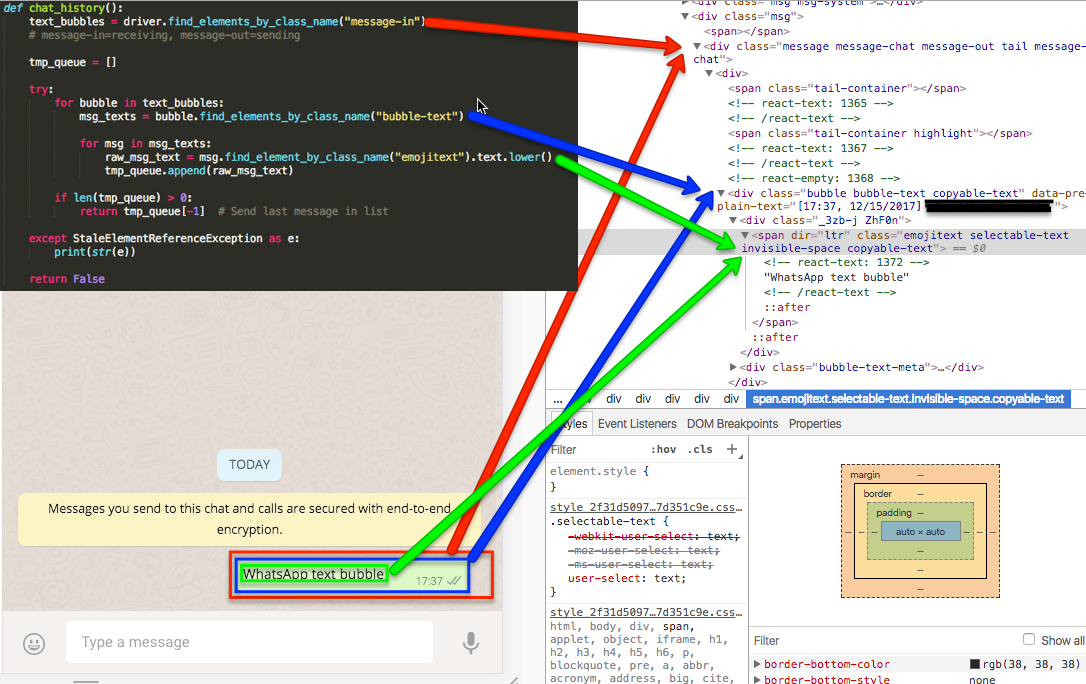 def chat_history():
text_bubbles = driver.find_elements_by_class_name("message-in")
# message-in=receiving, message-out=sending
tmp_queue = []
try:
for bubble in text_bubbles:
msg_texts = bubble.find_elements_by_class_name("bubble-text")
for msg in msg_texts:
raw_msg_text = msg.find_element_by_class_name("emojitext").text.lower()
tmp_queue.append(raw_msg_text)
if len(tmp_queue) > 0:
return tmp_queue[-1]  # Send last message in list
except StaleElementReferenceException as e:
print(str(e))
return False
TODAY
Messages you send to this chat and calls are secured with end-to-end
encryption.
WhatsApp text bubble
17:37
Type a message
<div class="msg msg-system">…</div>
▼<div class="msg">
<span></span>
▼<div class="message message-chat message-out tail message-
chat">
▼<div>
<span class="tail-container"></span>
<!-- react-text: 1365 -->
<!-- /react-text -->
<span class="tail-container highlight"></span>
<!-- react-text: 1367 -->
<!-- /react-text -->
<!-- react-empty: 1368 -->
▼<div class="bubble bubble-text copyable-text" data-pre-
plain-text="[17:37, 12/15/2017] ">
▼<div class="_3zb-j ZhF0n">
▼<span dir="ltr" class="emojitext selectable-text
invisible-space copyable-text"> == $0
<!-- react-text: 1372 -->
"WhatsApp text bubble"
<!-- /react-text -->
::after
</span>
::after
</div>
▶<div class="bubble-text-meta">…</div>
</div>
... div div div div div span.emojitext.selectable-text.invisible-space.copyable-text
Styles Event Listeners DOM Breakpoints Properties
Filter :hov .cls +
element.style {
}
style_2f31d5097…7d351c9e.css…
.selectable-text {
-webkit-user-select: text;
-moz-user-select: text;
-ms-user-select: text;
user-select: text;
}
style_2f31d5097…7d351c9e.css…
html, body, div, span,
applet, object, iframe, h1,
h2, h3, h4, h5, h6, p,
blockquote, pre, a, abbr,
acronym, address, big, cite,
margin –
border –
padding –
– – – auto × auto – – –
–
–
–
Filter Show all
▶border-bottom-color rgb(38, 38, 38)
▶border-bottom-style none